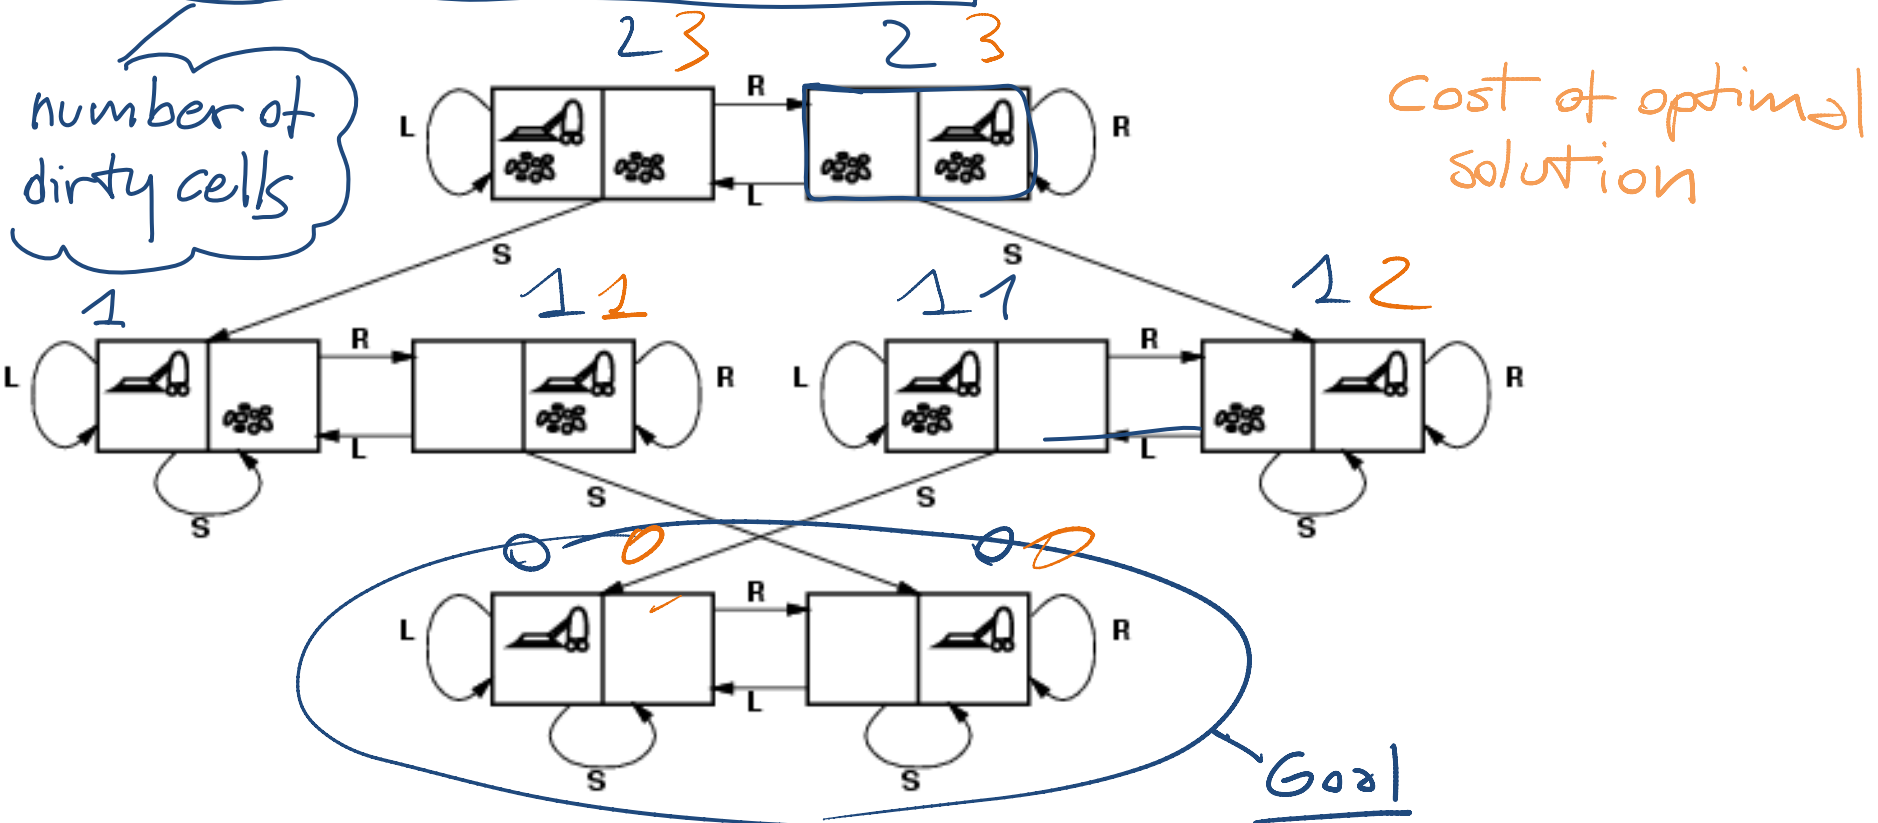 2 3 2 3
number of
dirty cells
cost of optimal
solution
L R L R
S S
1 1 1 1 1 1 2
L R L R L R L R
S S S S
0 0 0 0
L R L R
S S
Goal